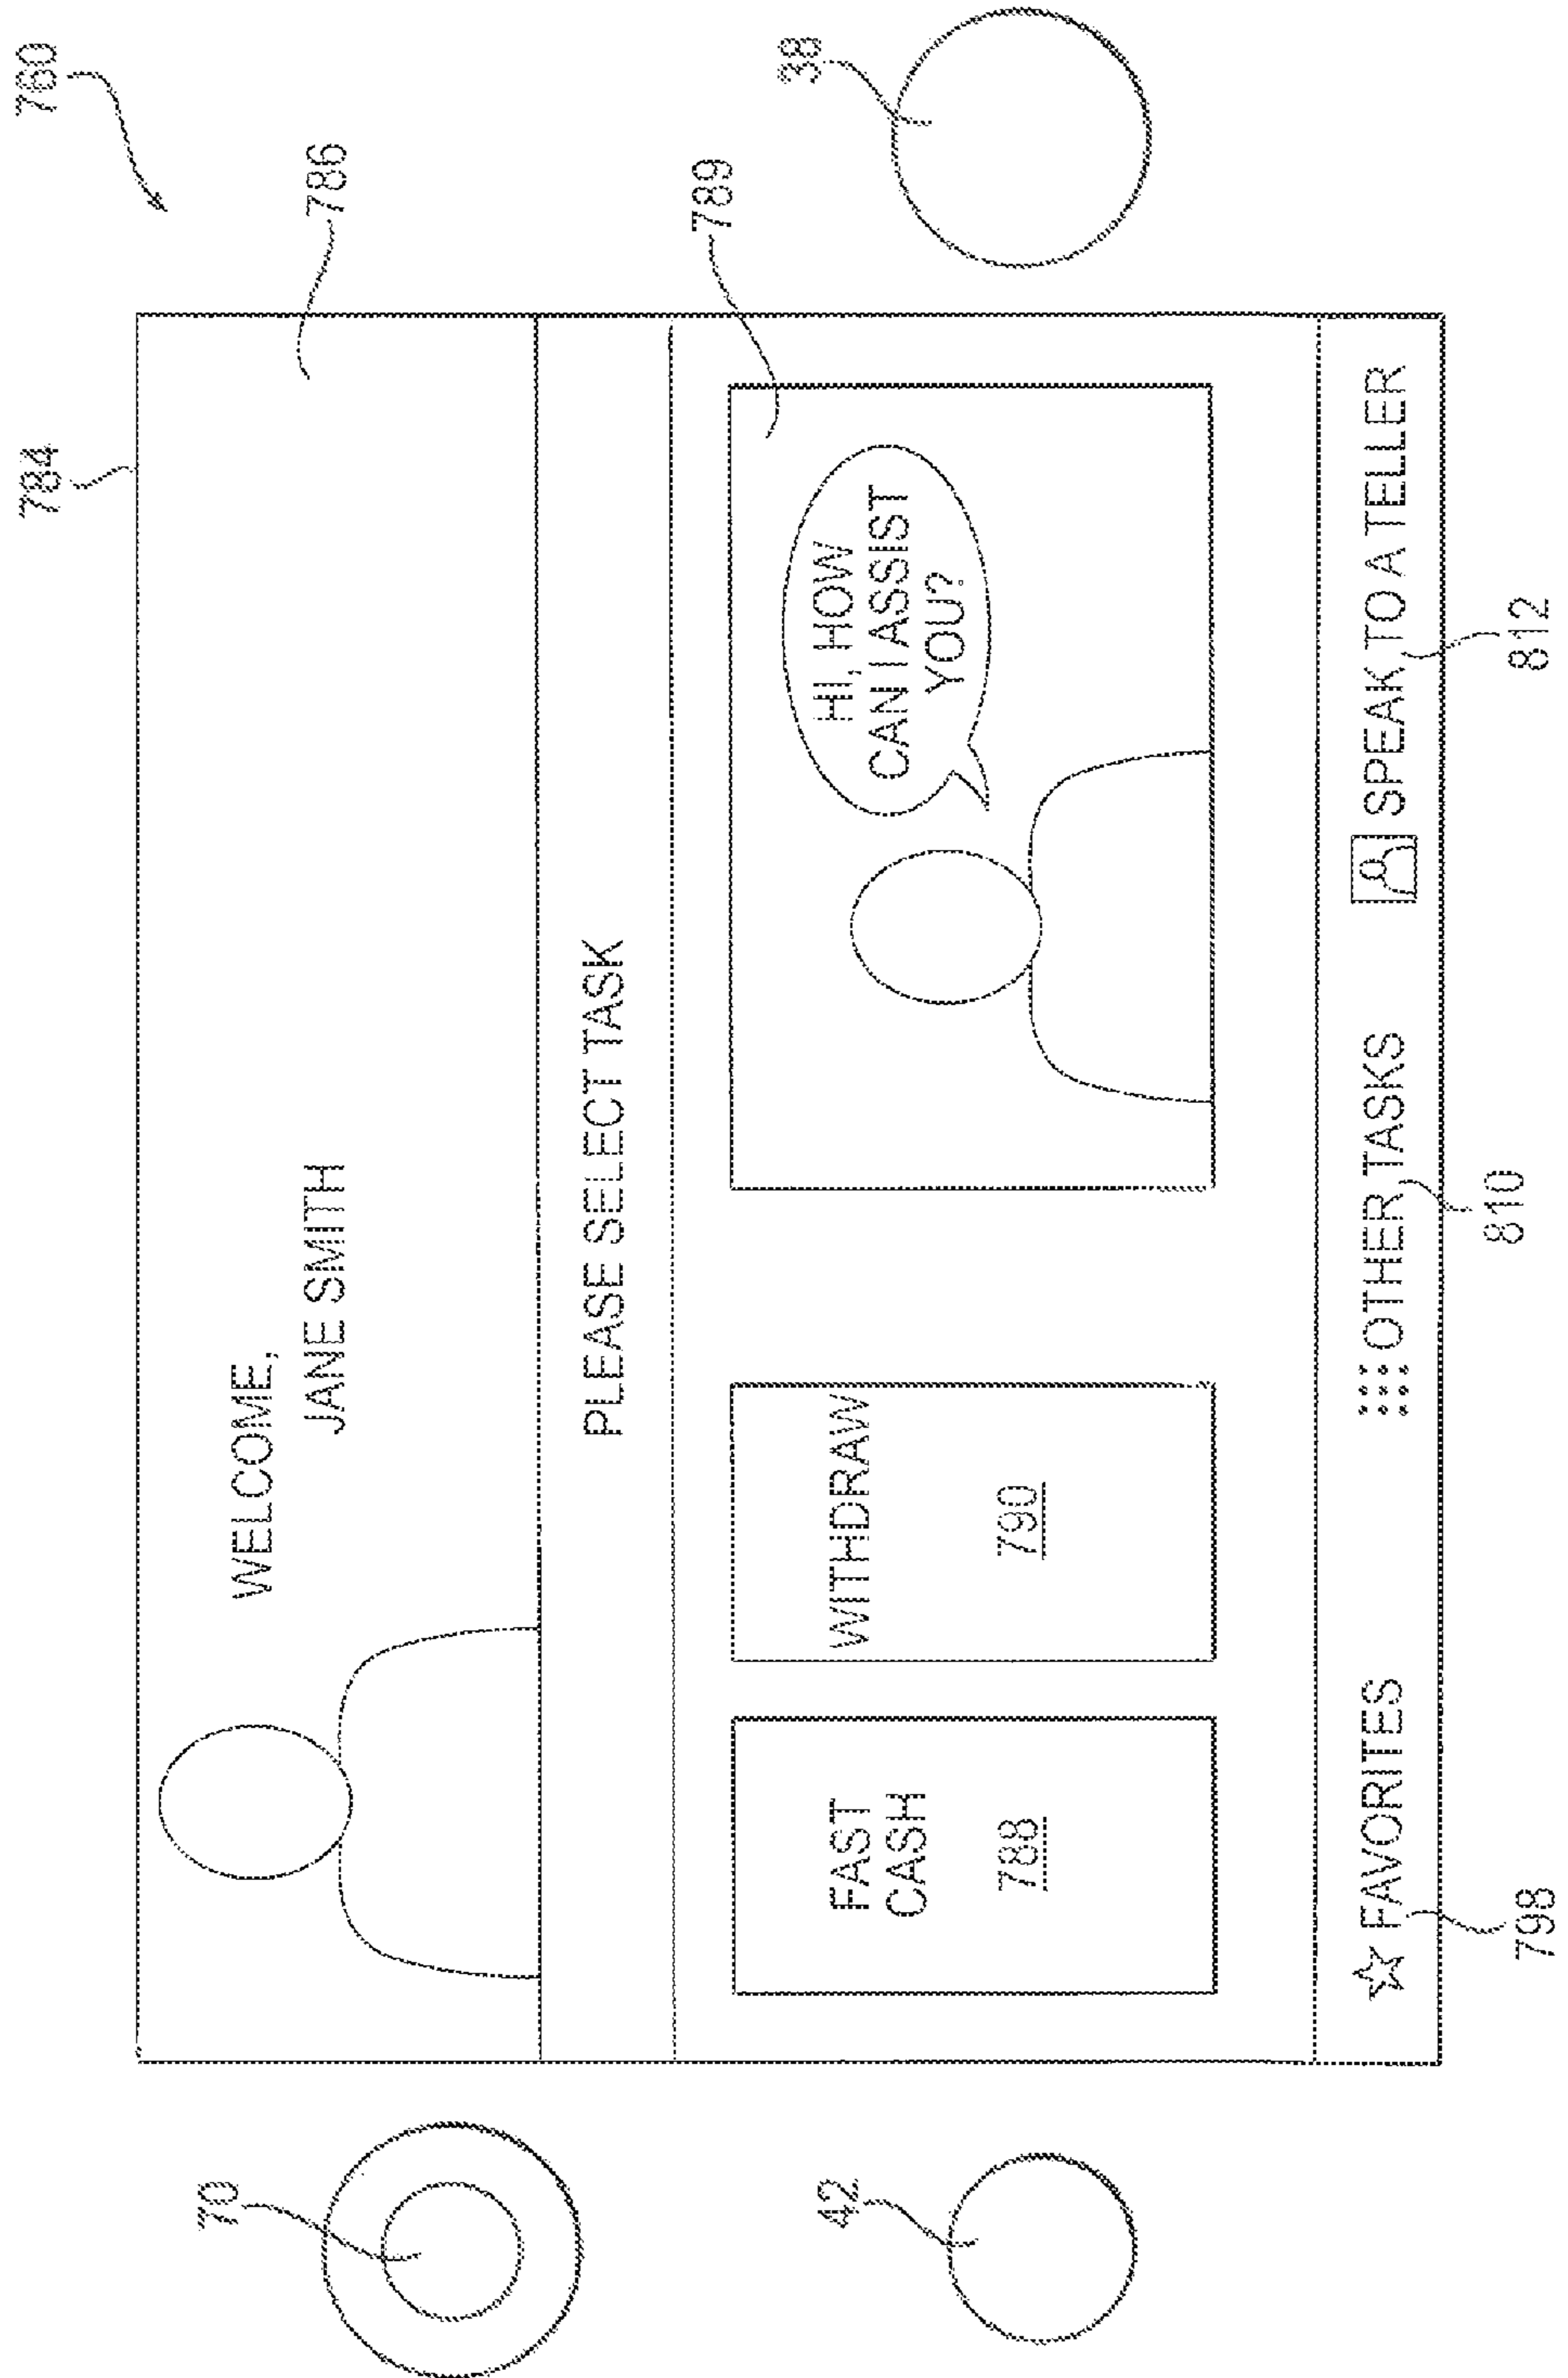 784
760
70
WELCOME,
JANE SMITH
786
PLEASE SELECT TASK
789
38
42
FAST
CASH
788
WITHDRAW
790
HI, HOW
CAN I ASSIST
YOU?
FAVORITES
OTHER TASKS
SPEAK TO A TELLER
798
810
812